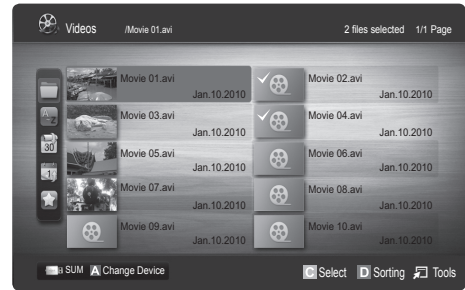 Videos /Movie 01.avi 2 files selected 1/1 Page
Movie 01.avi Movie 02.avi
Jan.10.2010 Jan.10.2010
Movie 03.avi Movie 04.avi
Jan.10.2010 Jan.10.2010
30 Movie 05.avi Movie 06.avi
Jan.10.2010 Jan.10.2010
1 Movie 07.avi Movie 08.avi
Jan.10.2010 Jan.10.2010
Movie 09.avi Movie 10.avi
Jan.10.2010 Jan.10.2010
SUM A Change Device C Select D Sorting Tools